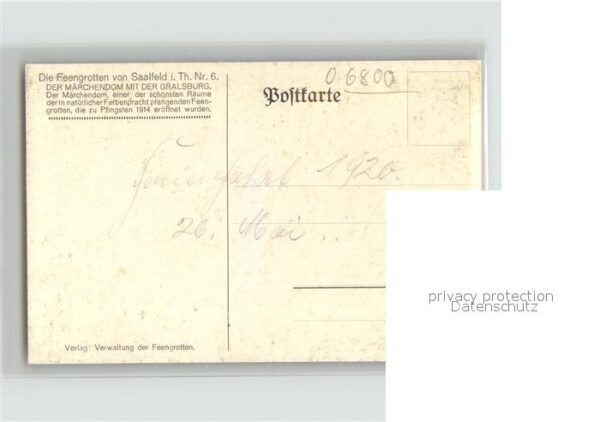 Die Feengrotten von Saalfeld i. Th. Nr. 6.
DER MÄRCHENDOM MIT DER GRALSBURG.
Der Märchendom, einer der schönsten Räume
der in natürlicher Farbenpracht prangenden Feen-
grotten, die zu Pfingsten 1914 eröffnet wurden.
0 6800
Postkarte
1920.
26. Mai
Verlag: Verwaltung der Feengrotten.
privacy protection
Datenschutz